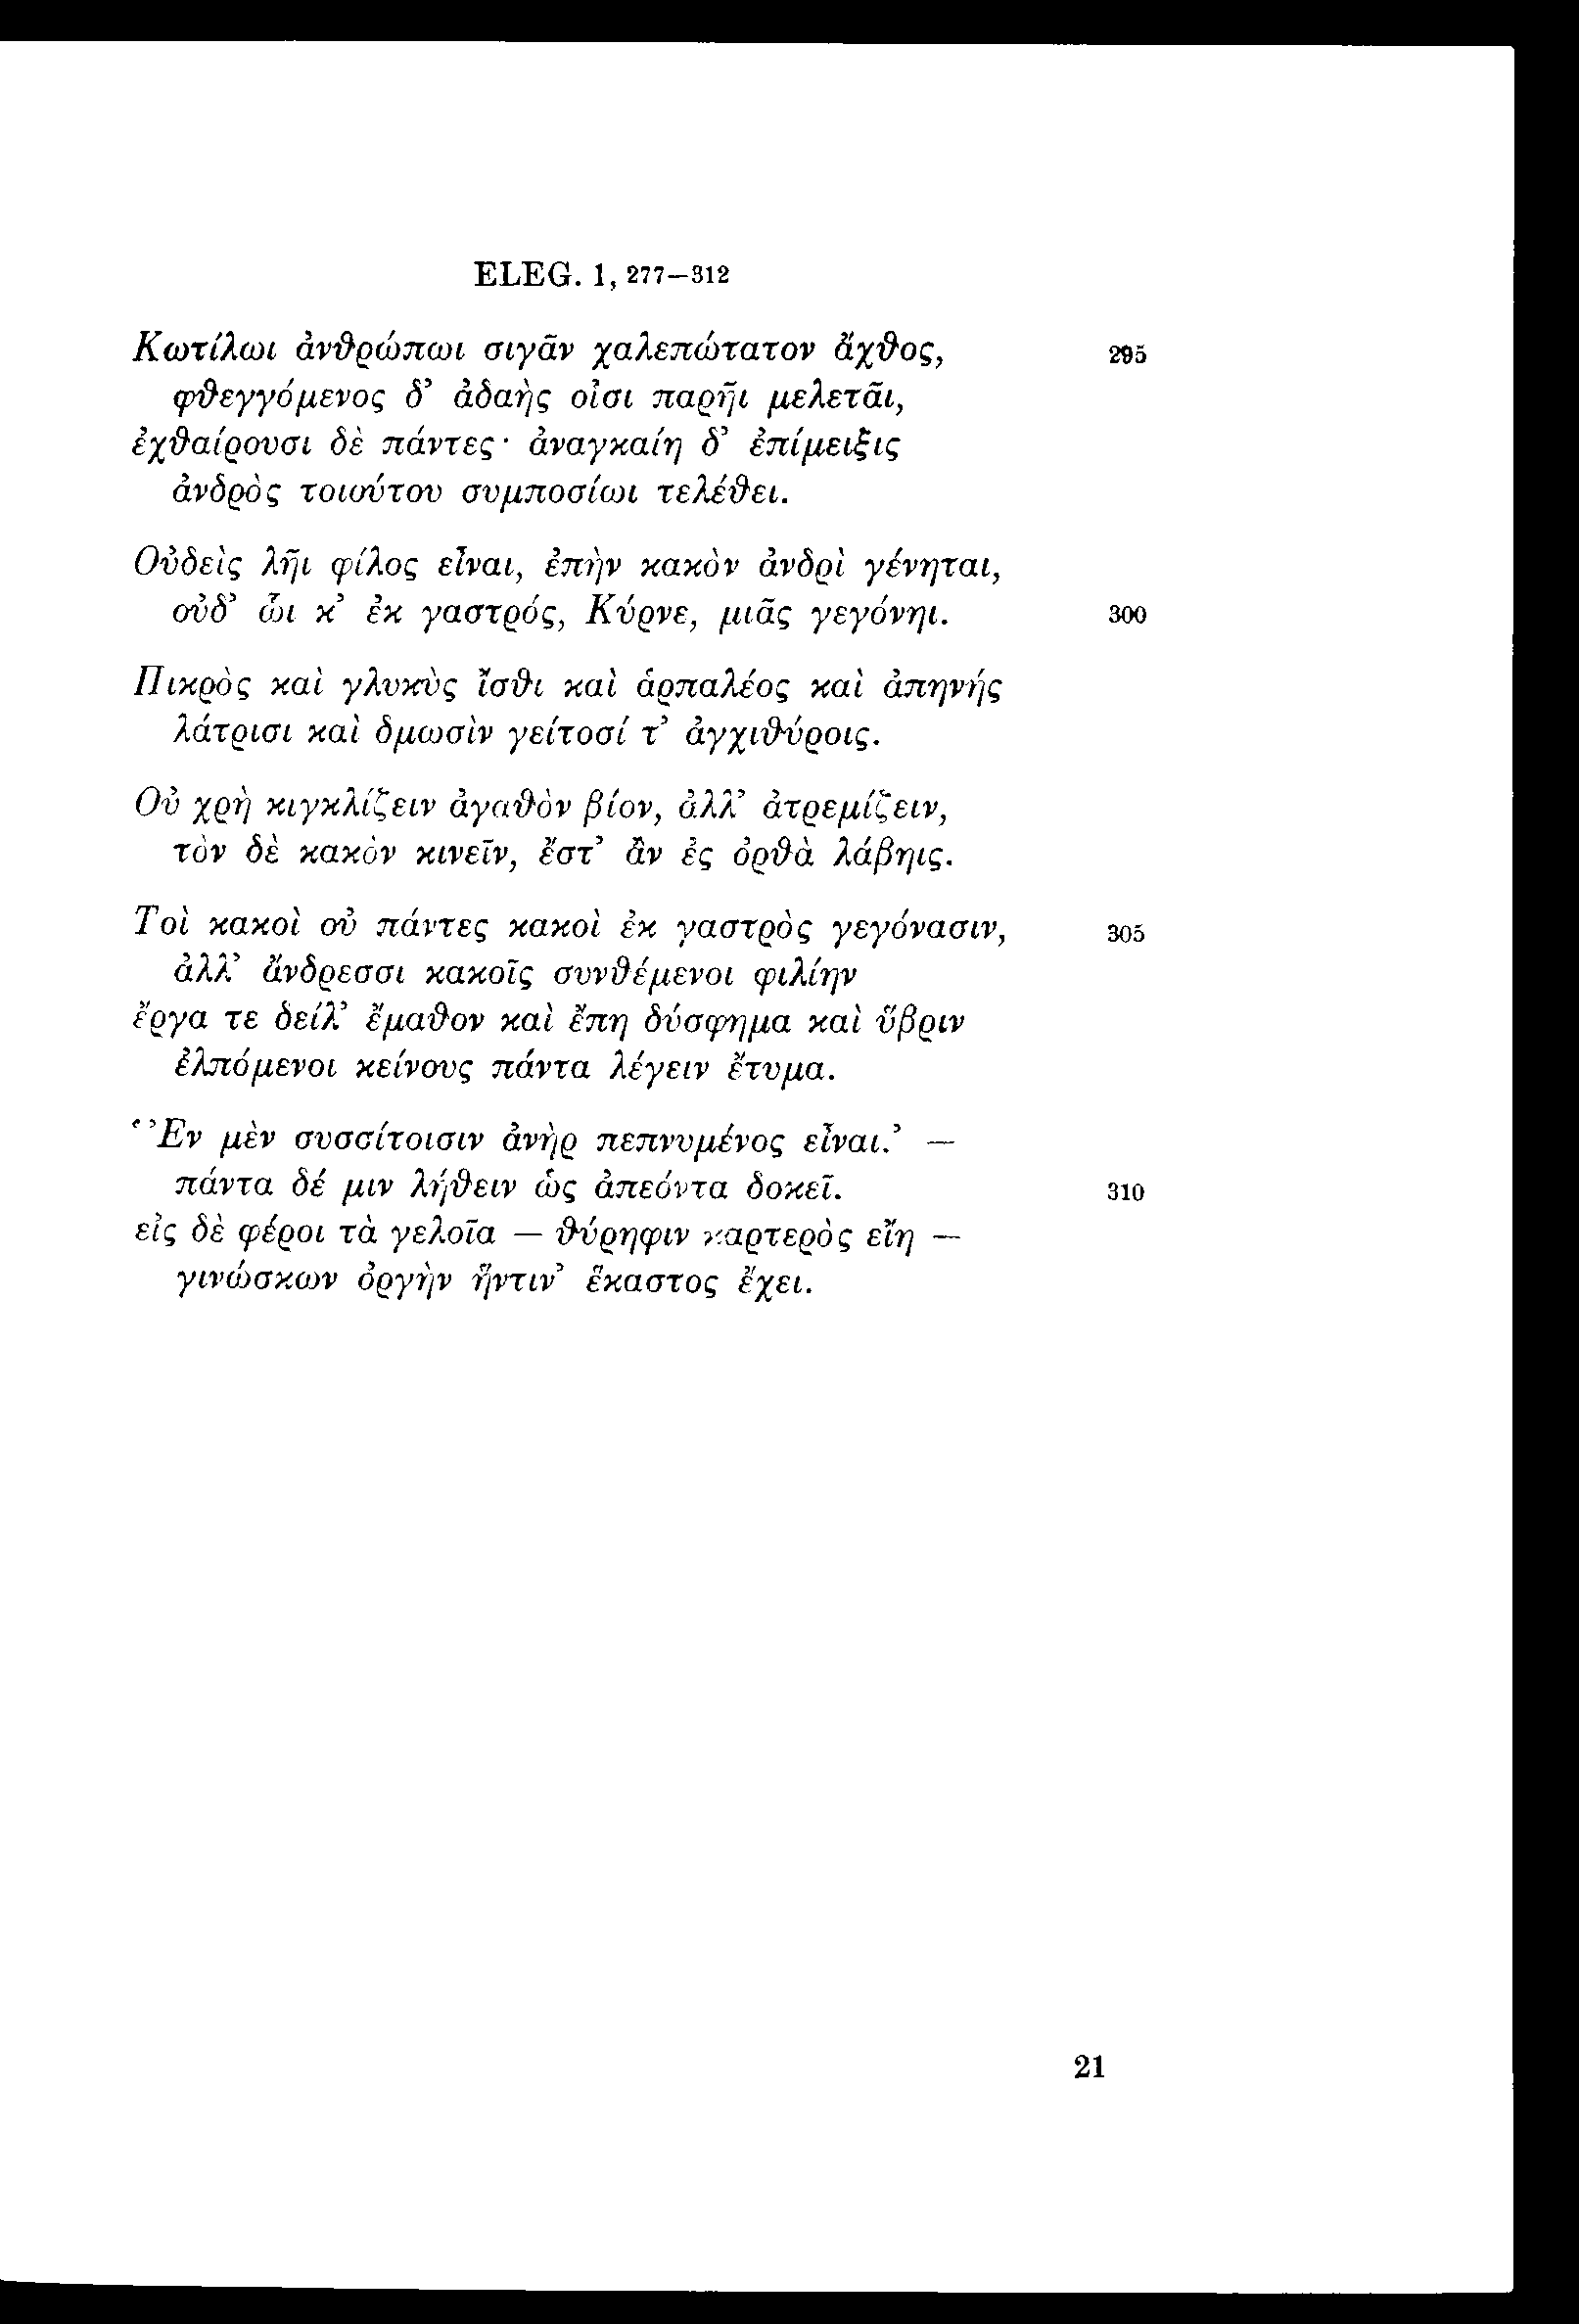 ELEG. 1, 277–312
Κωτίλωι ἀνθρώπωι σιγᾶν χαλεπώτατον ἄχθος, 295
φθεγγόμενος δ’ ἀδαὴς οἷσι παρῆι μελετᾶι,
ἐχθαίρουσι δὲ πάντες· ἀναγκαίη δ’ ἐπίμειξις
ἀνδρὸς τοιούτου συμποσίωι τελέθει.
Οὐδεὶς λῆι φίλος εἶναι, ἐπὴν κακὸν ἀνδρὶ γένηται,
οὐδ’ ὧι κ’ ἐκ γαστρός, Κύρνε, μιᾶς γεγόνηι. 300
Πικρὸς καὶ γλυκὺς ἴσθι καὶ ἁρπαλέος καὶ ἀπηνής
λάτρισι καὶ δμωσὶν γείτοσί τ’ ἀγχιθύροις.
Οὐ χρὴ κιγκλίζειν ἀγαθὸν βίον, ἀλλ’ ἀτρεμίζειν,
τὸν δὲ κακὸν κινεῖν, ἔστ’ ἂν ἐς ὀρθὰ λάβηις.
Τοὶ κακοὶ οὐ πάντες κακοὶ ἐκ γαστρὸς γεγόνασιν, 305
ἀλλ’ ἄνδρεσσι κακοῖς συνθέμενοι φιλίην
ἔργα τε δείλ’ ἔμαθον καὶ ἔπη δύσφημα καὶ ὕβριν
ἐλπόμενοι κείνους πάντα λέγειν ἔτυμα.
‘Ἐν μὲν συσσίτοισιν ἀνὴρ πεπνυμένος εἶναι.’ —
πάντα δέ μιν λήθειν ὡς ἀπεόντα δοκεῖ. 310
εἰς δὲ φέροι τὰ γελοῖα — θύρηφιν καρτερὸς εἴη —
γινώσκων ὀργὴν ἥντιν’ ἕκαστος ἔχει.
21